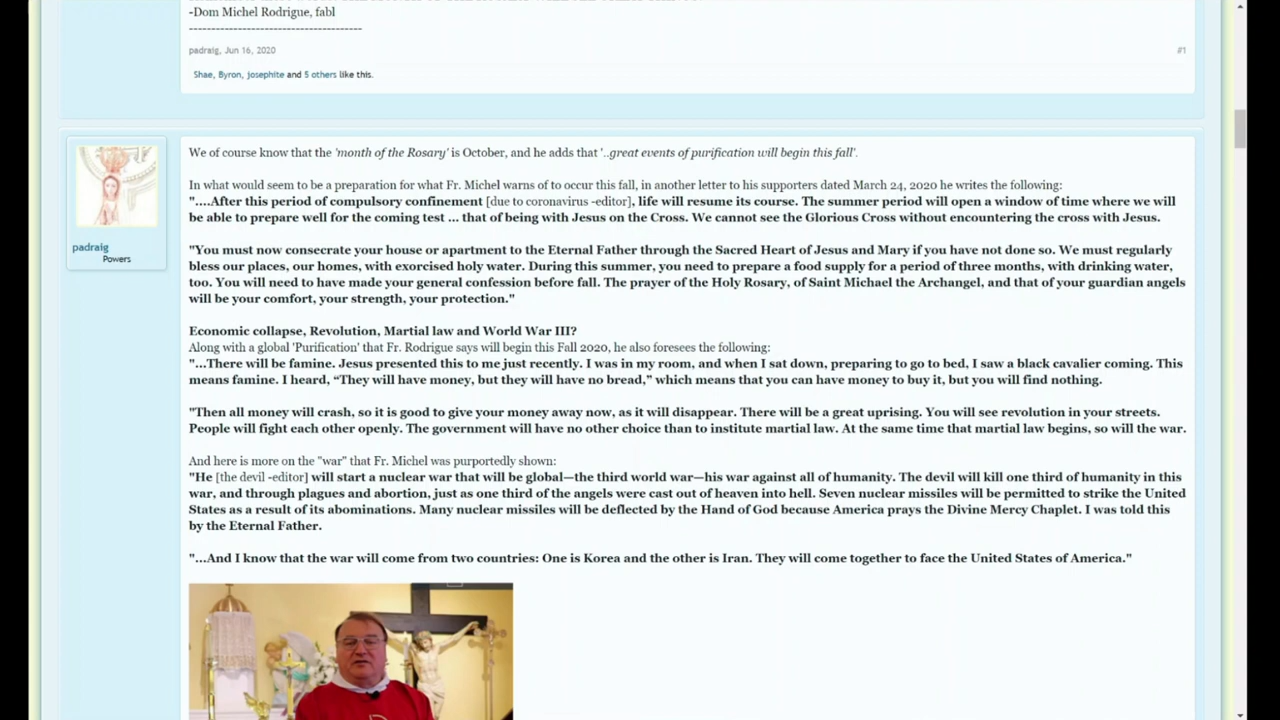 -Dom Michel Rodrigue, fabl
--------------------------------------
padraig, Jun 16, 2020
#1
Shae, Byron, josephite and 5 others like this.
padraig
Powers
We of course know that the 'month of the Rosary' is October, and he adds that '..great events of purification will begin this fall'.
In what would seem to be a preparation for what Fr. Michel warns of to occur this fall, in another letter to his supporters dated March 24, 2020 he writes the following:
"....After this period of compulsory confinement [due to coronavirus -editor], life will resume its course. The summer period will open a window of time where we will
be able to prepare well for the coming test ... that of being with Jesus on the Cross. We cannot see the Glorious Cross without encountering the cross with Jesus.
"You must now consecrate your house or apartment to the Eternal Father through the Sacred Heart of Jesus and Mary if you have not done so. We must regularly
bless our places, our homes, with exorcised holy water. During this summer, you need to prepare a food supply for a period of three months, with drinking water,
too. You will need to have made your general confession before fall. The prayer of the Holy Rosary, of Saint Michael the Archangel, and that of your guardian angels
will be your comfort, your strength, your protection."
Economic collapse, Revolution, Martial law and World War III?
Along with a global 'Purification' that Fr. Rodrigue says will begin this Fall 2020, he also foresees the following:
"...There will be famine. Jesus presented this to me just recently. I was in my room, and when I sat down, preparing to go to bed, I saw a black cavalier coming. This
means famine. I heard, “They will have money, but they will have no bread,” which means that you can have money to buy it, but you will find nothing.
"Then all money will crash, so it is good to give your money away now, as it will disappear. There will be a great uprising. You will see revolution in your streets.
People will fight each other openly. The government will have no other choice than to institute martial law. At the same time that martial law begins, so will the war.
And here is more on the "war" that Fr. Michel was purportedly shown:
"He [the devil -editor] will start a nuclear war that will be global—the third world war—his war against all of humanity. The devil will kill one third of humanity in this
war, and through plagues and abortion, just as one third of the angels were cast out of heaven into hell. Seven nuclear missiles will be permitted to strike the United
States as a result of its abominations. Many nuclear missiles will be deflected by the Hand of God because America prays the Divine Mercy Chaplet. I was told this
by the Eternal Father.
"...And I know that the war will come from two countries: One is Korea and the other is Iran. They will come together to face the United States of America."